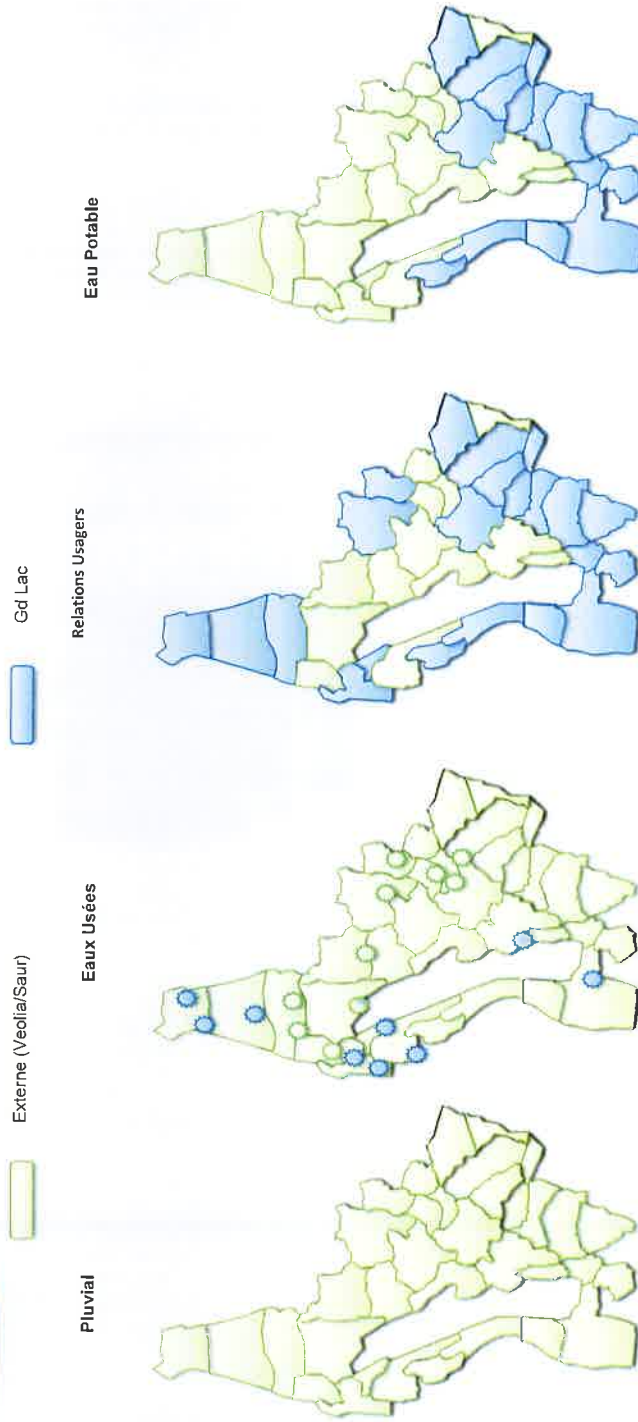 Externe (Veolia/Saur)
Gd Lac
Pluvial
Eaux Usées
Relations Usagers
Eau Potable